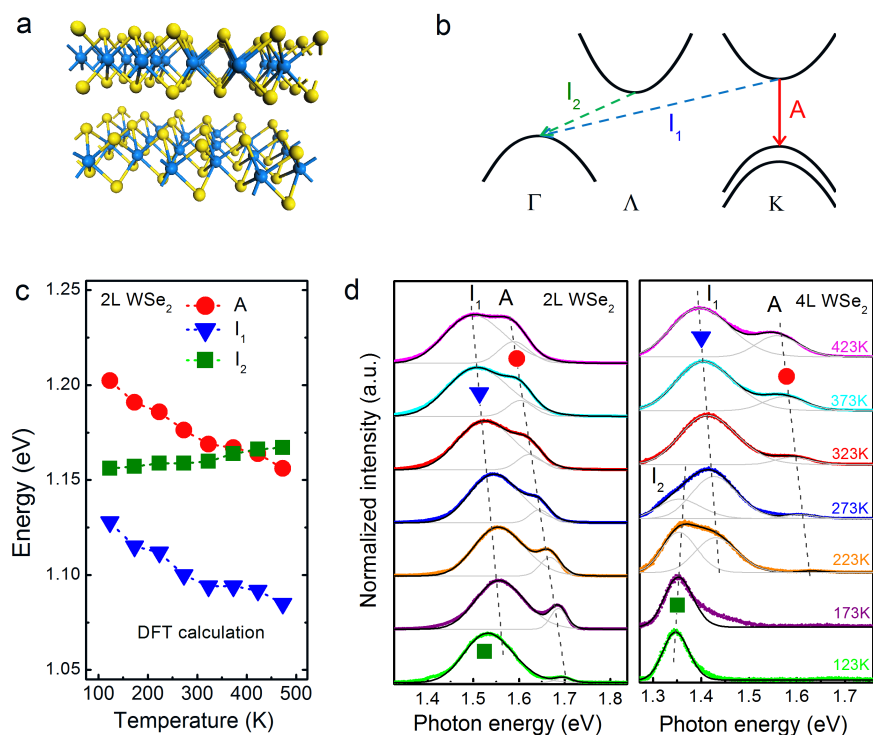 a
b
I₂
I₁
A
Γ
Λ
K
c
2L WSe₂
A
I₁
I₂
DFT calculation
Energy (eV)
1.25
1.20
1.15
1.10
1.05
100 200 300 400 500
Temperature (K)
d
I₁ A 2L WSe₂
Normalized intensity (a.u.)
1.4 1.5 1.6 1.7
Photon energy (eV)
I₁ A 4L WSe₂
423K
373K
323K
I₂
273K
223K
173K
123K
1.3 1.4 1.5 1.6 1.7
Photon energy (eV)